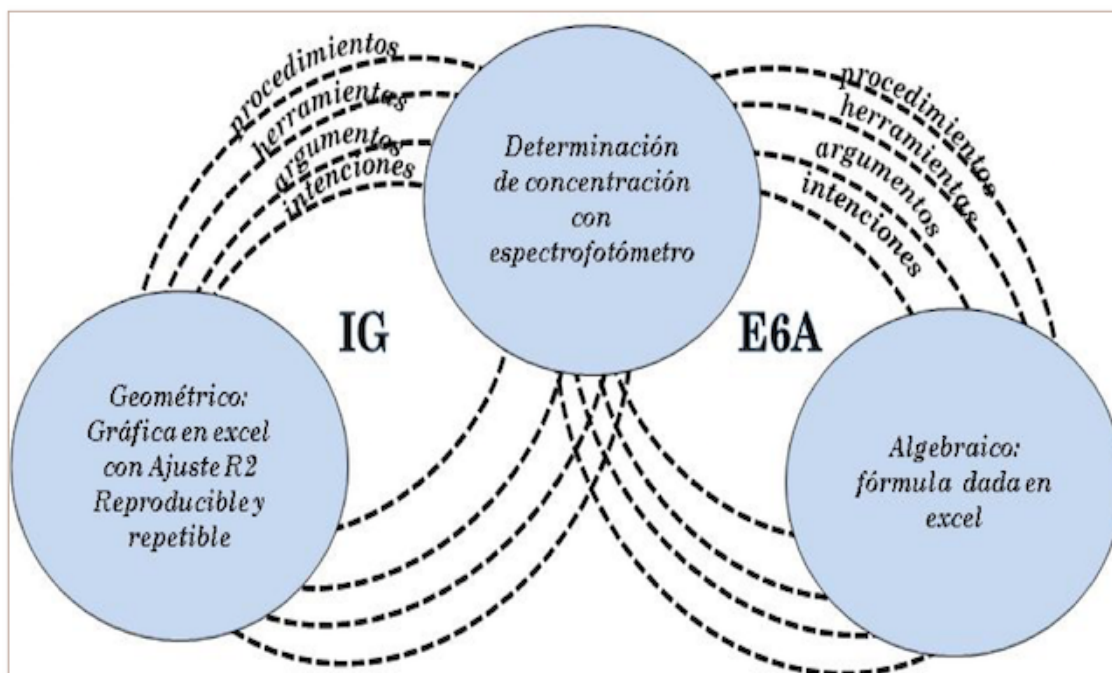 procedimientos
herramientas
argumentos
intenciones
procedimientos
herramientas
argumentos
intenciones
Determinación
de concentración
con
espectrofotómetro
IG
E6A
Geométrico:
Gráfica en excel
con Ajuste R2
Reproducible y
repetible
Algebraico:
fórmula dada en
excel